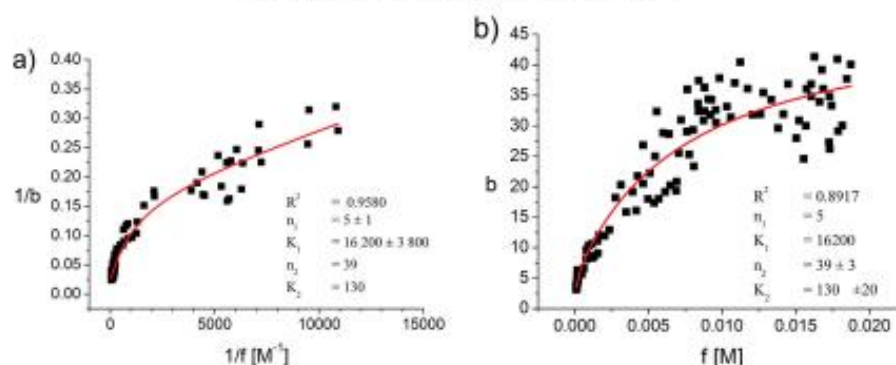 a)
0.40
0.35
0.30
0.25
0.20
0.15
0.10
0.05
0.00
1/b
R² = 0.9580
n₁ = 5 ± 1
K₁ = 16 200 ± 3 800
n₂ = 39
K₂ = 130
0
5000
10000
15000
1/f [M⁻¹]
b)
45
40
35
30
25
20
15
10
5
0
b
R² = 0.8917
n₁ = 5
K₁ = 16200
n₂ = 39 ± 3
K₂ = 130 ±20
0.000
0.005
0.010
0.015
0.020
f [M]